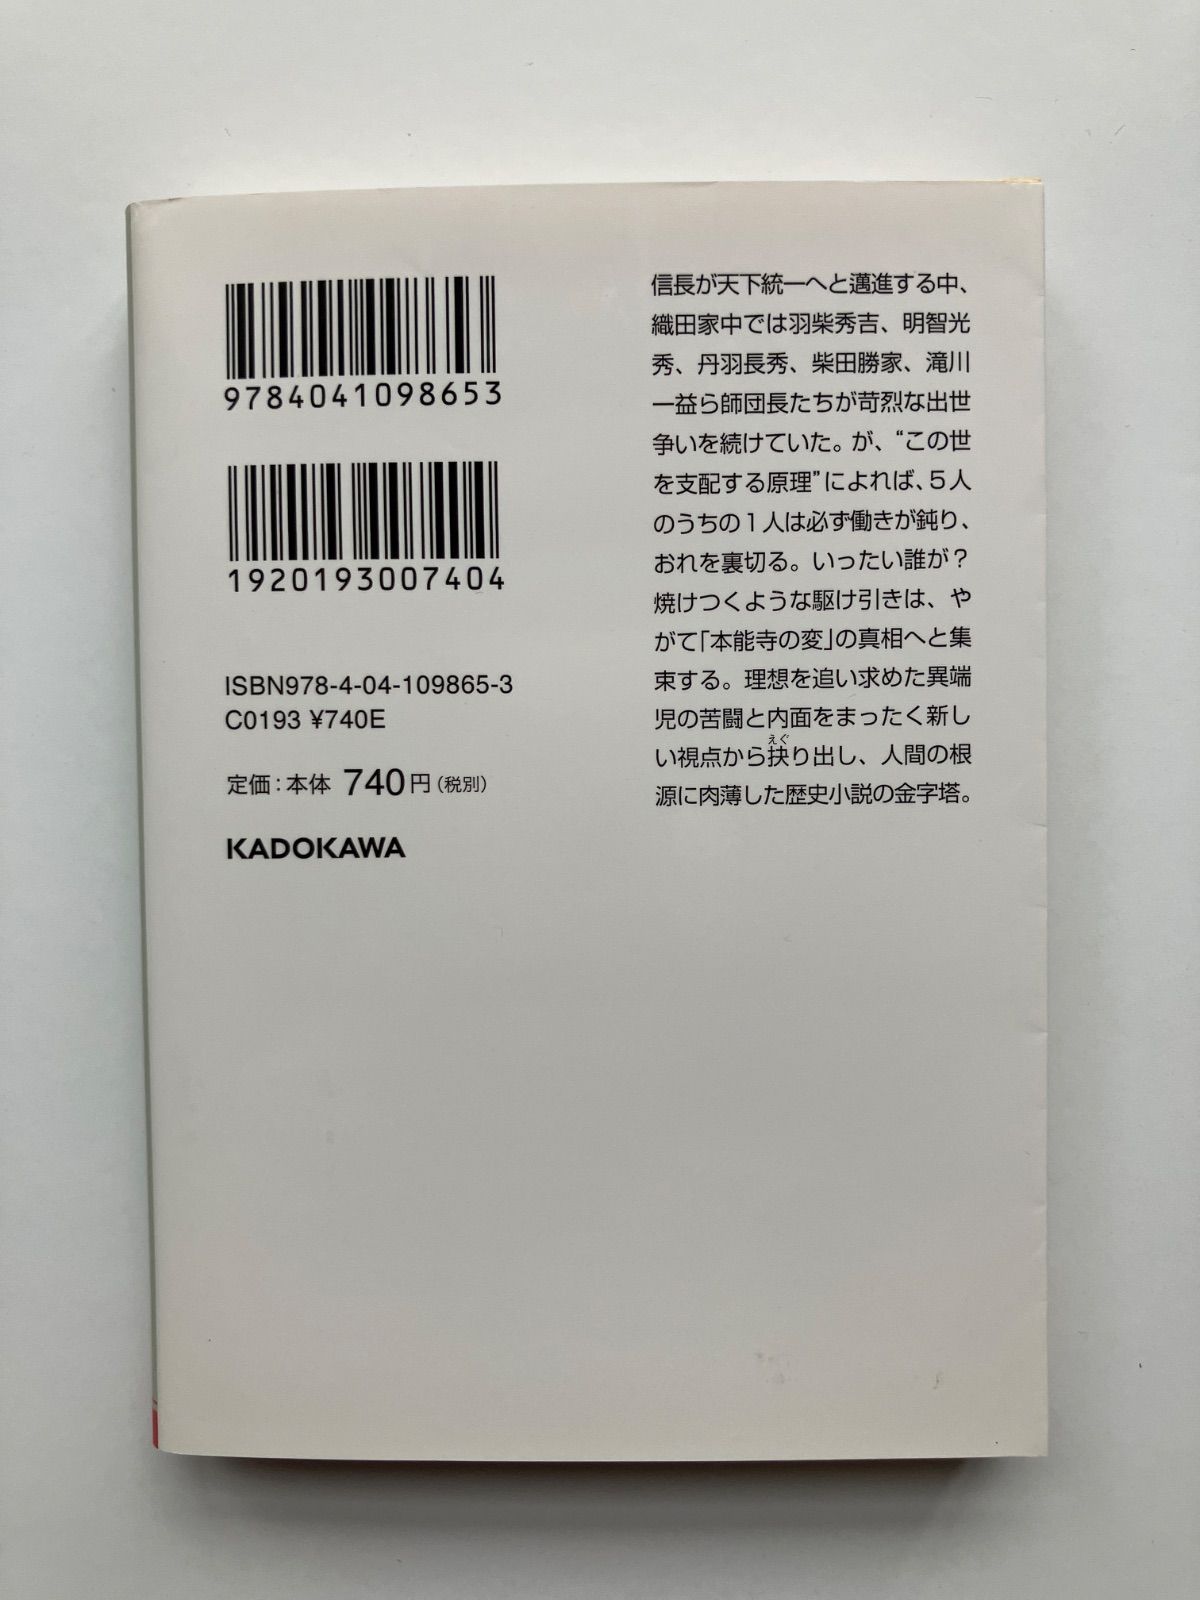 9784041098653
1920193007404
ISBN978-4-04-109865-3
C0193 ¥740E
定価：本体 740円（税別）
KADOKAWA
信長が天下統一へと邁進する中、
織田家中では羽柴秀吉、明智光
秀、丹羽長秀、柴田勝家、滝川
一益ら師団長たちが苛烈な出世
争いを続けていた。が、“この世
を支配する原理”によれば、５人
のうちの１人は必ず働きが鈍り、
おれを裏切る。いったい誰が？
焼けつくような駆け引きは、や
がて「本能寺の変」の真相へと集
束する。理想を追い求めた異端
児の苦闘と内面をまったく新し
えぐ
い視点から抉り出し、人間の根
源に肉薄した歴史小説の金字塔。